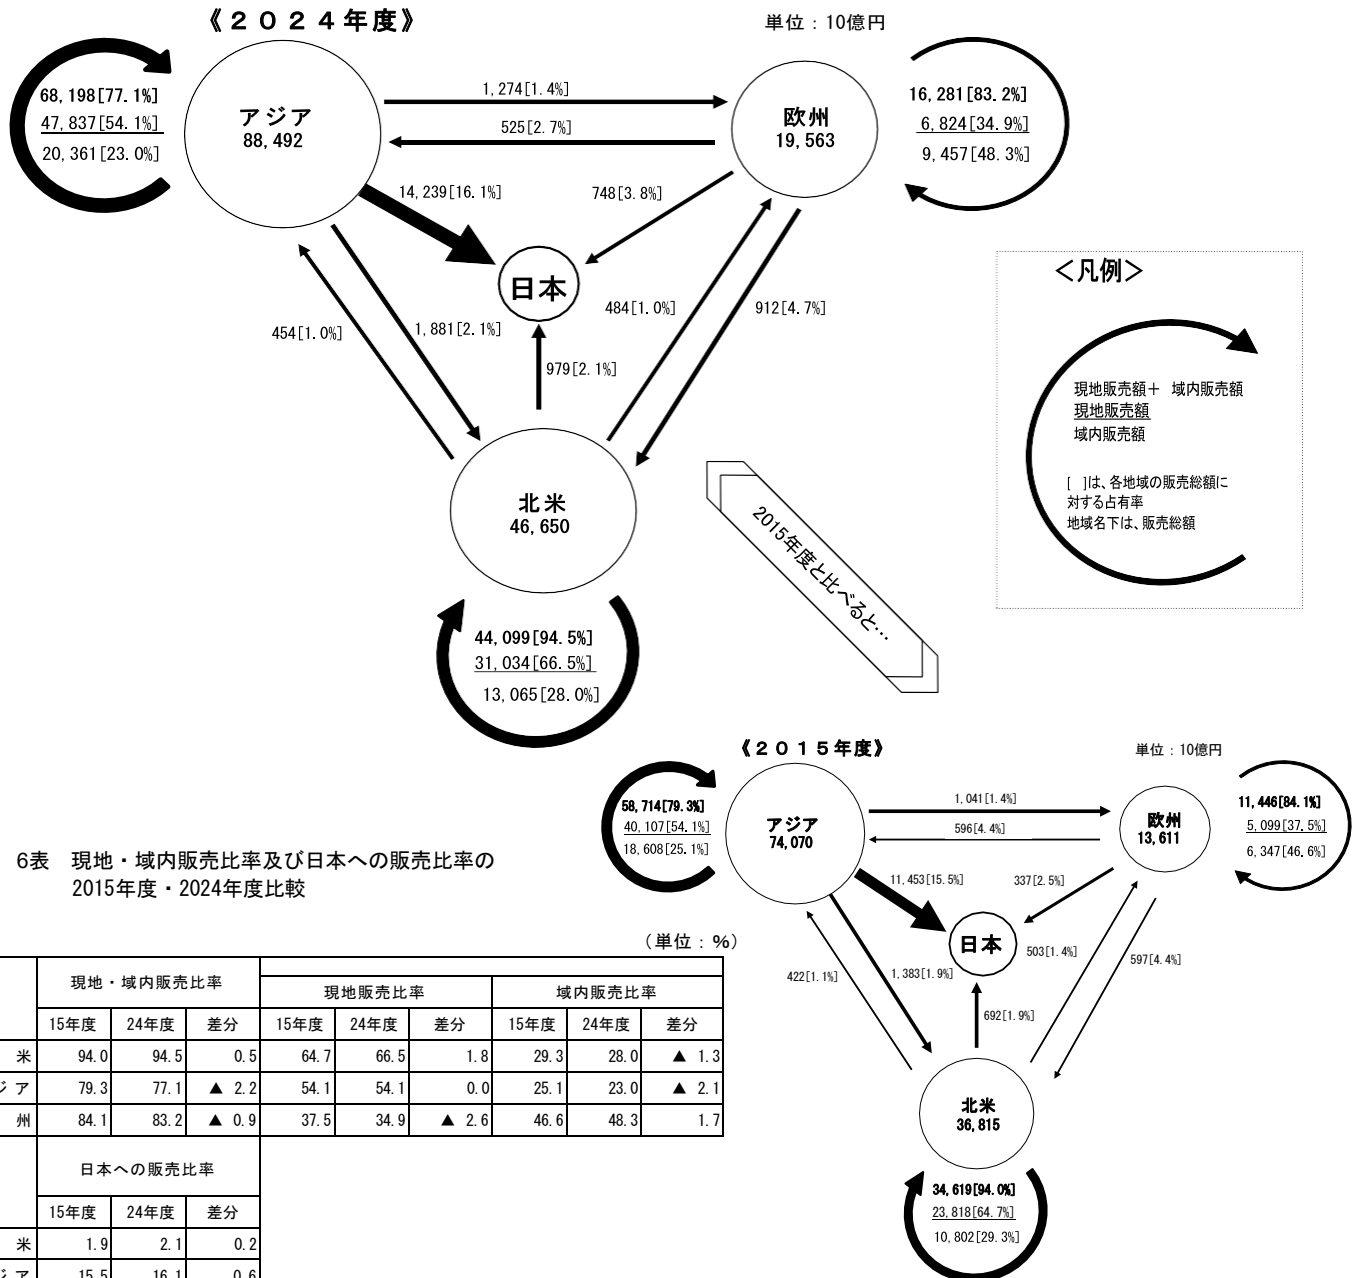 《２０２４年度》
単位：10億円
68,198[77.1%]
47,837[54.1%]
20,361[23.0%]
アジア
88,492
1,274[1.4%]
525[2.7%]
欧州
19,563
16,281[83.2%]
6,824[34.9%]
9,457[48.3%]
14,239[16.1%]
748[3.8%]
日本
454[1.0%]
1,881[2.1%]
484[1.0%]
912[4.7%]
979[2.1%]
北米
46,650
44,099[94.5%]
31,034[66.5%]
13,065[28.0%]
＜凡例＞
現地販売額＋ 域内販売額
現地販売額
域内販売額
[ ]は、各地域の販売総額に
対する占有率
地域名下は、販売総額
2015年度と比べると…
《２０１５年度》
単位：10億円
58,714[79.3%]
40,107[54.1%]
18,608[25.1%]
アジア
74,070
1,041[1.4%]
596[4.4%]
欧州
13,611
11,446[84.1%]
5,099[37.5%]
6,347[46.6%]
11,453[15.5%]
337[2.5%]
日本
422[1.1%]
1,383[1.9%]
503[1.4%]
597[4.4%]
692[1.9%]
北米
36,815
34,619[94.0%]
23,818[64.7%]
10,802[29.3%]
6表 現地・域内販売比率及び日本への販売比率の
2015年度・2024年度比較
（単位：％）
現地・域内販売比率
現地販売比率 域内販売比率
15年度 24年度 差分 15年度 24年度 差分 15年度 24年度 差分
米 94.0 94.5 0.5 64.7 66.5 1.8 29.3 28.0 ▲ 1.3
ジア 79.3 77.1 ▲ 2.2 54.1 54.1 0.0 25.1 23.0 ▲ 2.1
州 84.1 83.2 ▲ 0.9 37.5 34.9 ▲ 2.6 46.6 48.3 1.7
日本への販売比率
15年度 24年度 差分
米 1.9 2.1 0.2
ジア 15.5 16.1 0.6